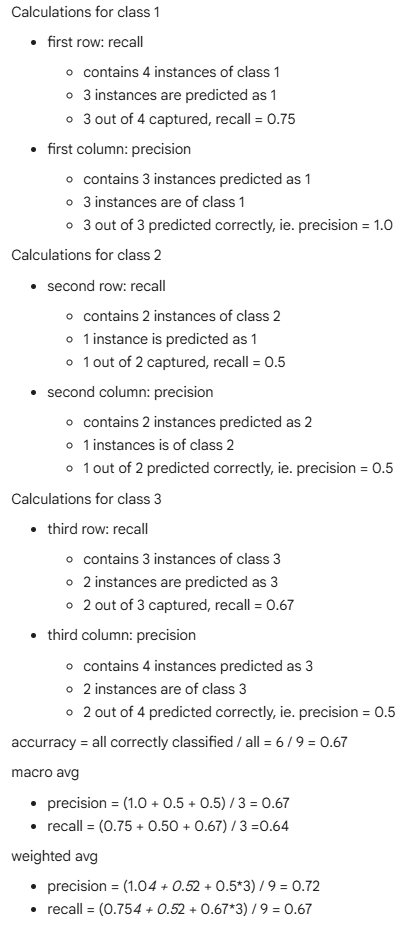 Calculations for class 1
first row: recall
contains 4 instances of class 1
3 instances are predicted as 1
3 out of 4 captured, recall = 0.75
first column: precision
contains 3 instances predicted as 1
3 instances are of class 1
3 out of 3 predicted correctly, ie. precision = 1.0
Calculations for class 2
second row: recall
contains 2 instances of class 2
1 instance is predicted as 1
1 out of 2 captured, recall = 0.5
second column: precision
contains 2 instances predicted as 2
1 instances is of class 2
1 out of 2 predicted correctly, ie. precision = 0.5
Calculations for class 3
third row: recall
contains 3 instances of class 3
2 instances are predicted as 3
2 out of 3 captured, recall = 0.67
third column: precision
contains 4 instances predicted as 3
2 instances are of class 3
2 out of 4 predicted correctly, ie. precision = 0.5
accurracy = all correctly classified / all = 6 / 9 = 0.67
macro avg
precision = (1.0 + 0.5 + 0.5) / 3 = 0.67
recall = (0.75 + 0.50 + 0.67) / 3 =0.64
weighted avg
precision = (1.04 + 0.52 + 0.5*3) / 9 = 0.72
recall = (0.754 + 0.52 + 0.67*3) / 9 = 0.67